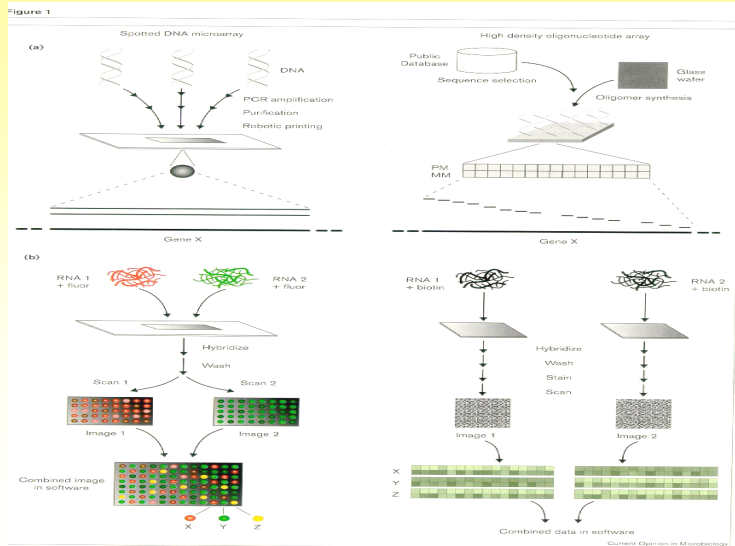 Figure 1
Spotted DNA microarray
(a)
DNA
PCR amplification
Purification
Robotic printing
Gene X
High density oligonucleotide array
Public
Database
Sequence selection
Glass
wafer
Oligomer synthesis
PM
MM
Gene X
(b)
RNA 1
+ fluor
RNA 2
+ fluor
Hybridize
Wash
Scan 1
Scan 2
Image 1
Image 2
Combined image
in software
X
Y
Z
RNA 1
+ biotin
RNA 2
+ biotin
Hybridize
Wash
Stain
Scan
Image 1
Image 2
X
Y
Z
Combined data in software
Current Opinion in Microbiology